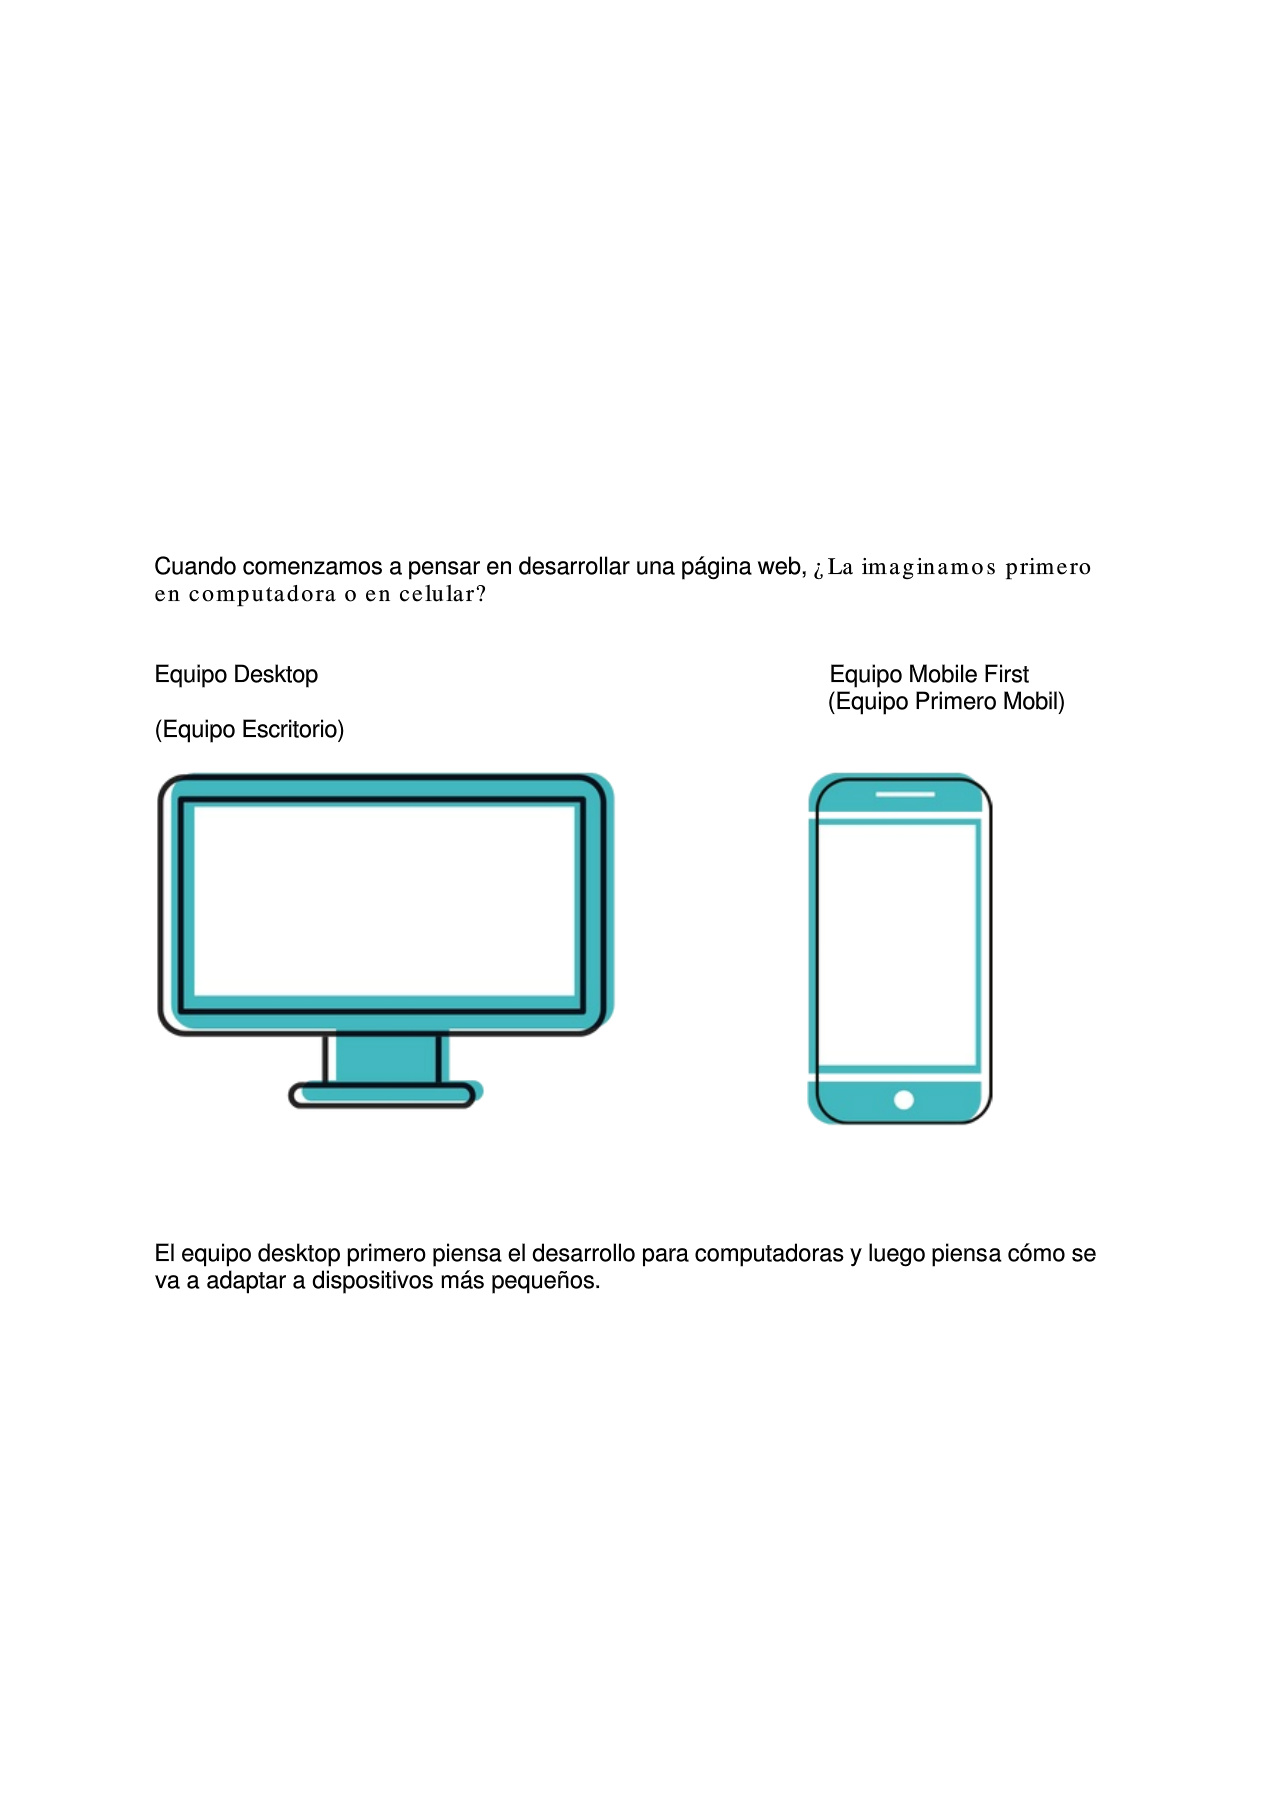 Cuando comenzamos a pensar en desarrollar una página web, ¿La imaginamos primero
en computadora o en celular?
Equipo Desktop
(Equipo Escritorio)
Equipo Mobile First
(Equipo Primero Mobil)
El equipo desktop primero piensa el desarrollo para computadoras y luego piensa cómo se
va a adaptar a dispositivos más pequeños.